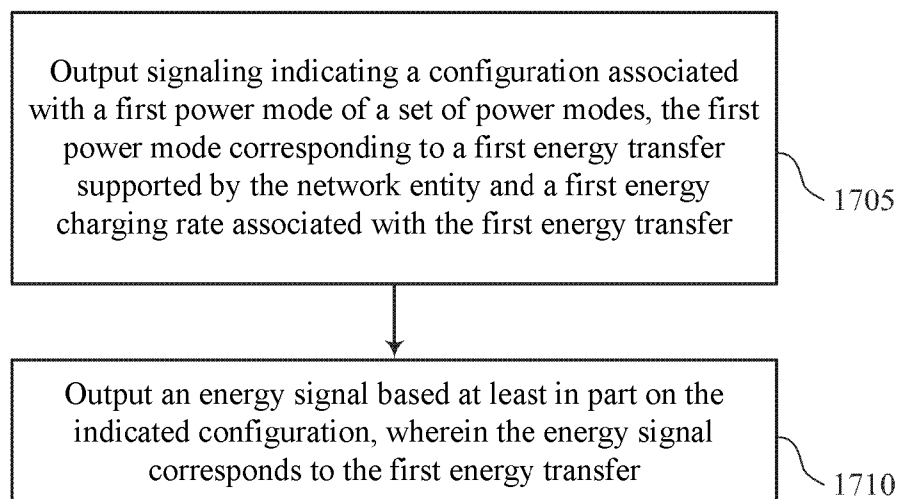 Output signaling indicating a configuration associated
with a first power mode of a set of power modes, the first
power mode corresponding to a first energy transfer
supported by the network entity and a first energy
charging rate associated with the first energy transfer
1705
Output an energy signal based at least in part on the
indicated configuration, wherein the energy signal
corresponds to the first energy transfer
1710